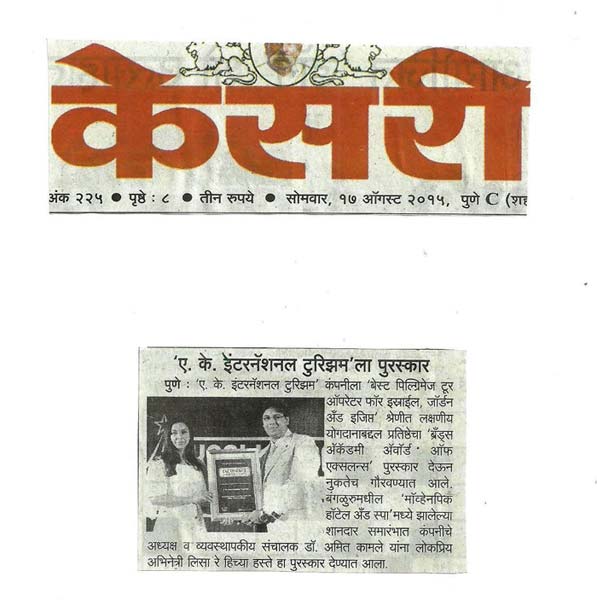 केसरी
अंक २२५ ● पृष्ठे : ८ ● तीन रुपये ● सोमवार, १७ ऑगस्ट २०१५, पुणे C (शह
'ए. के. इंटरनॅशनल टुरिझम'ला पुरस्कार
पुणे : 'ए. के. इंटरनॅशनल टुरिझम' कंपनीला 'बेस्ट पिल्ग्रिमेज टूर
ऑपरेटर फॉर इस्राईल, जॉर्डन
अँड इजिप्त' श्रेणीत लक्षणीय
योगदानाबद्दल प्रतिष्ठेचा 'ब्रँड्स
अ‍ॅकॅडमी अ‍ॅवॉर्ड ऑफ
एक्सलन्स' पुरस्कार देऊन
नुकतेच गौरवण्यात आले.
बंगळुरुमधील 'मॉव्हेनपिक
हॉटेल अँड स्पा'मध्ये झालेल्या
शानदार समारंभात कंपनीचे
अध्यक्ष व व्यवस्थापकीय संचालक डॉ. अमित कामले यांना लोकप्रिय
अभिनेत्री लिसा रे हिच्या हस्ते हा पुरस्कार देण्यात आला.